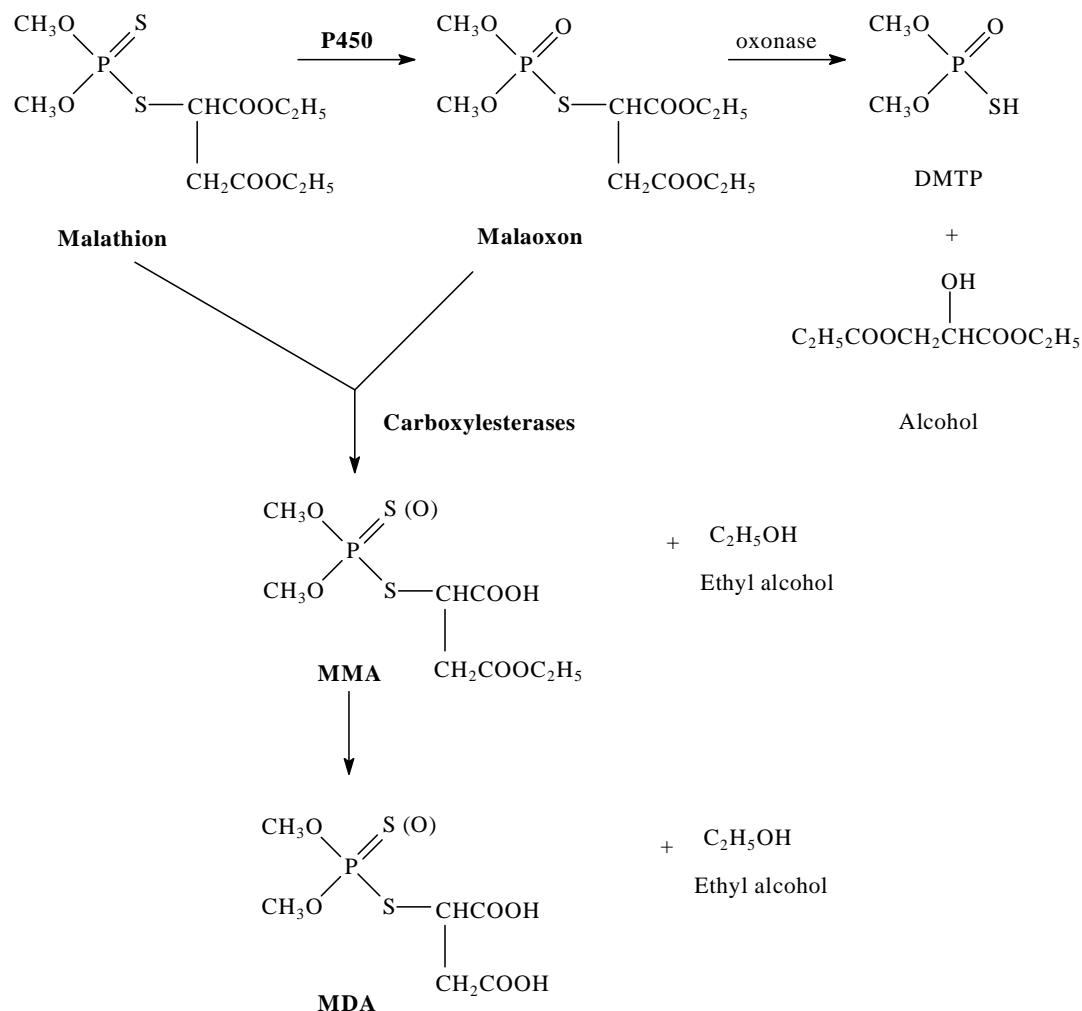 CH₃O S P450 CH₃O O oxonase CH₃O O
P P P
CH₃O S CHCOOC₂H₅ CH₃O S CHCOOC₂H₅ CH₃O SH
CH₂COOC₂H₅ CH₂COOC₂H₅ DMTP
Malathion Malaoxon +
OH
C₂H₅COOCH₂CHCOOC₂H₅
Carboxylesterases Alcohol
CH₃O S (O)
P + C₂H₅OH
CH₃O S CHCOOH Ethyl alcohol
MMA CH₂COOC₂H₅
CH₃O S (O)
P + C₂H₅OH
CH₃O S CHCOOH Ethyl alcohol
CH₂COOH
MDA